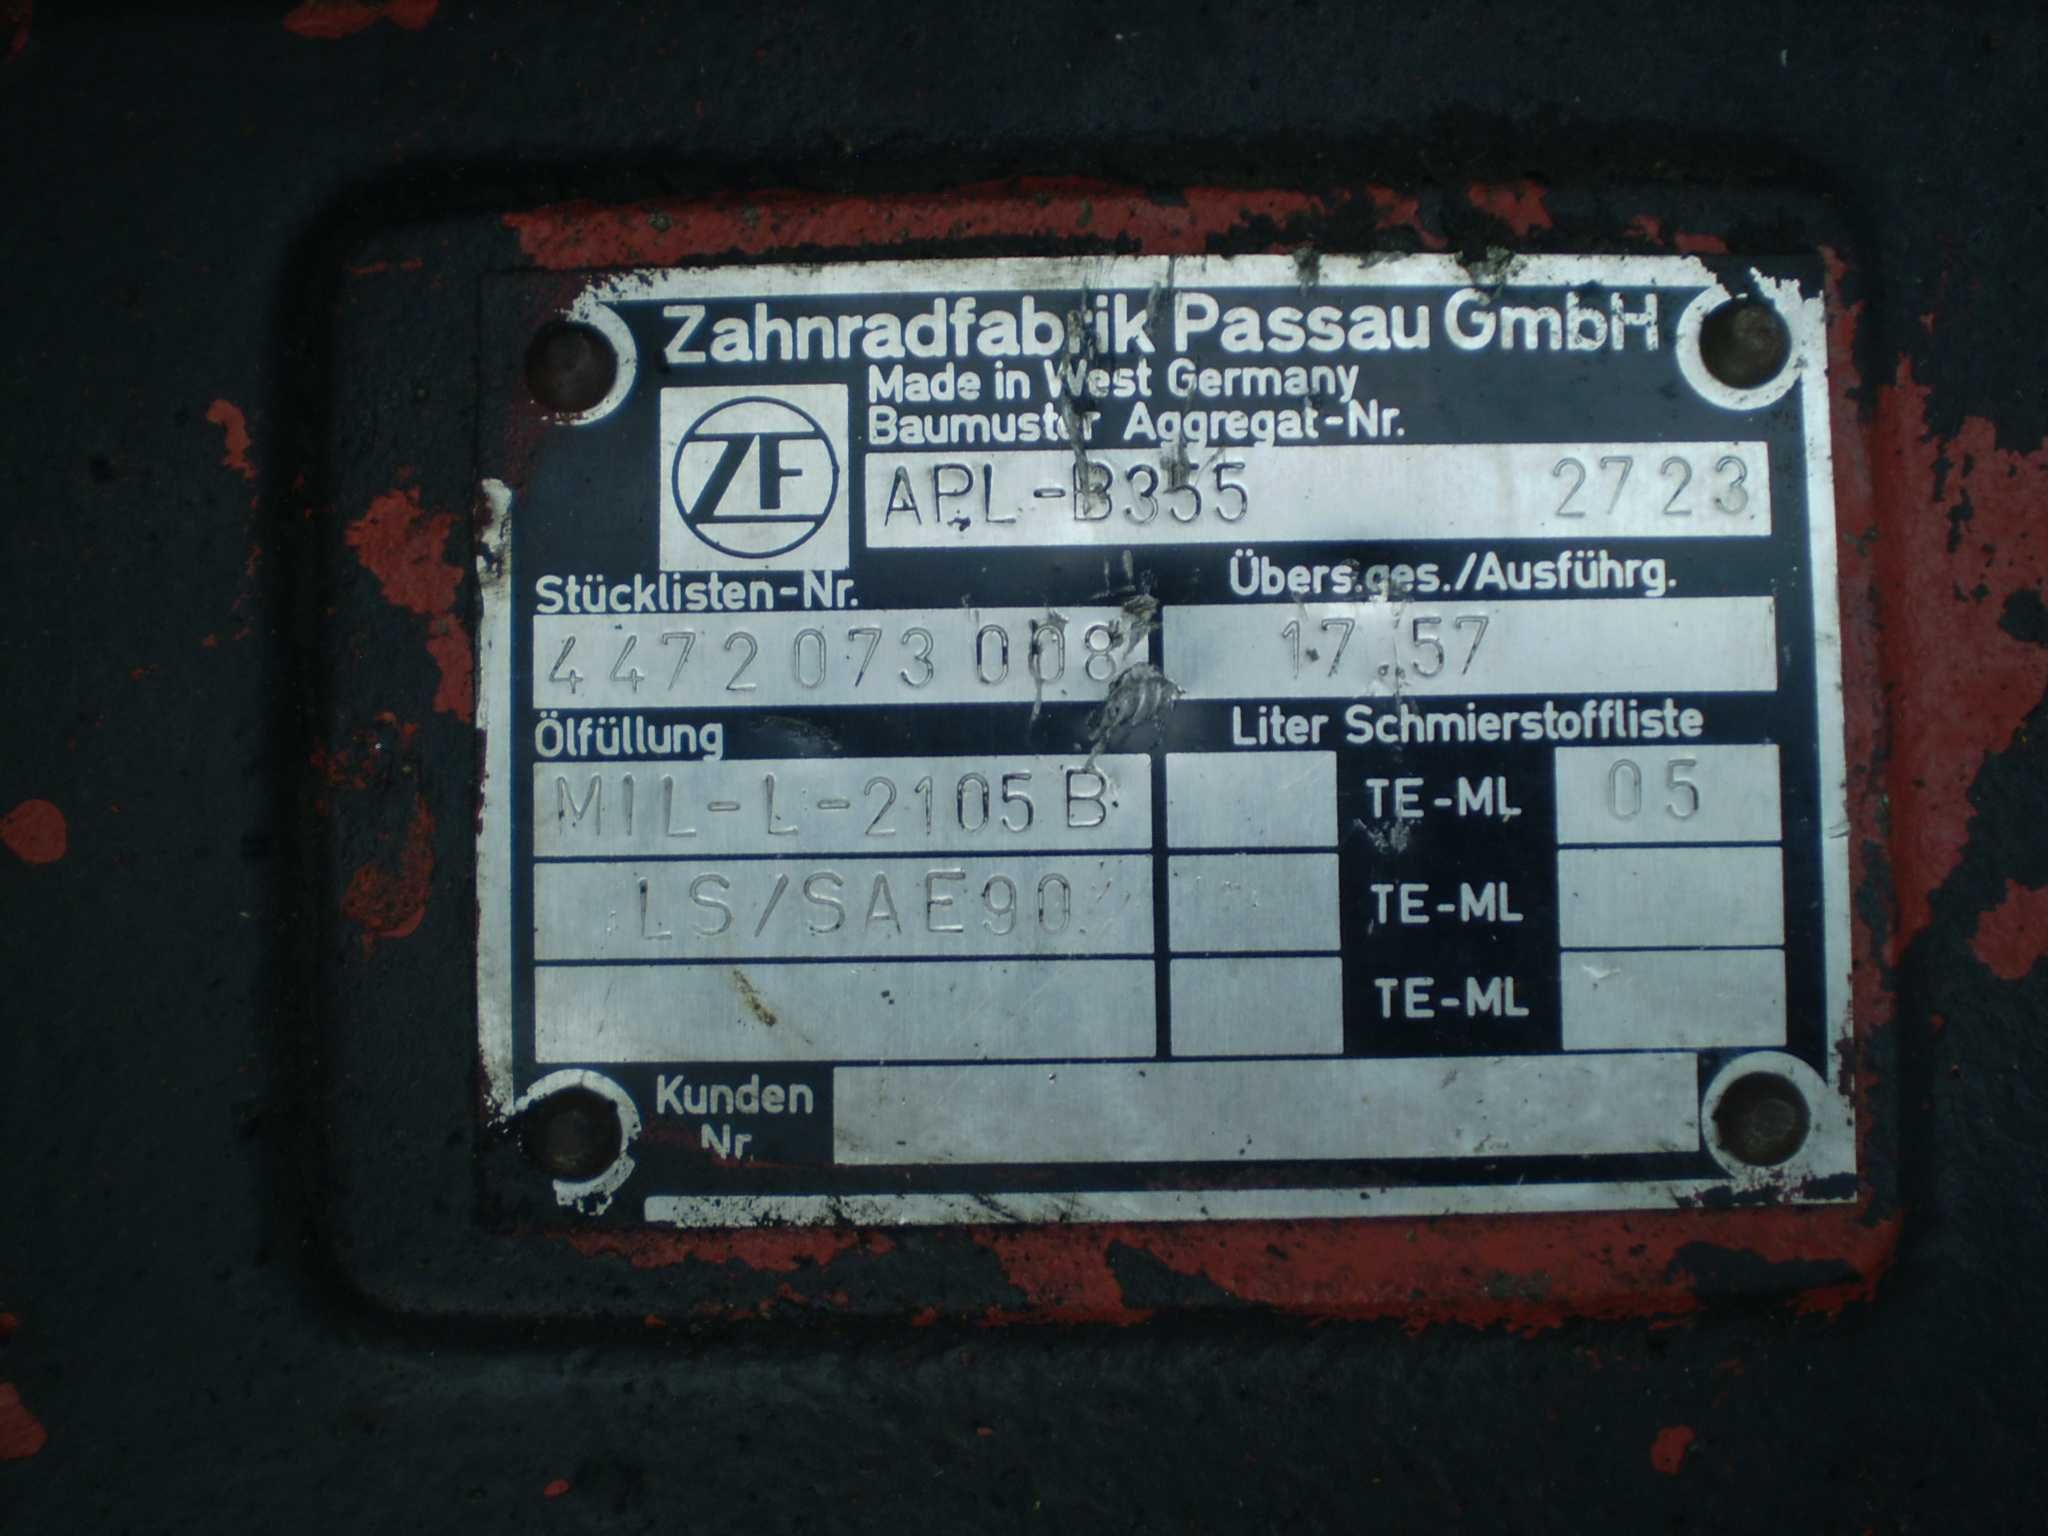 Zahnradfabrik Passau GmbH
Made in West Germany
Baumuster Aggregat-Nr.
ZF
APL-B355 2723
Stücklisten-Nr. Übers.ges./Ausführg.
4472 073 008 17.57
Ölfüllung Liter Schmierstoffliste
MIL-L-2105 B TE-ML 05
LS/SAE90 TE-ML
TE-ML
Kunden
Nr.